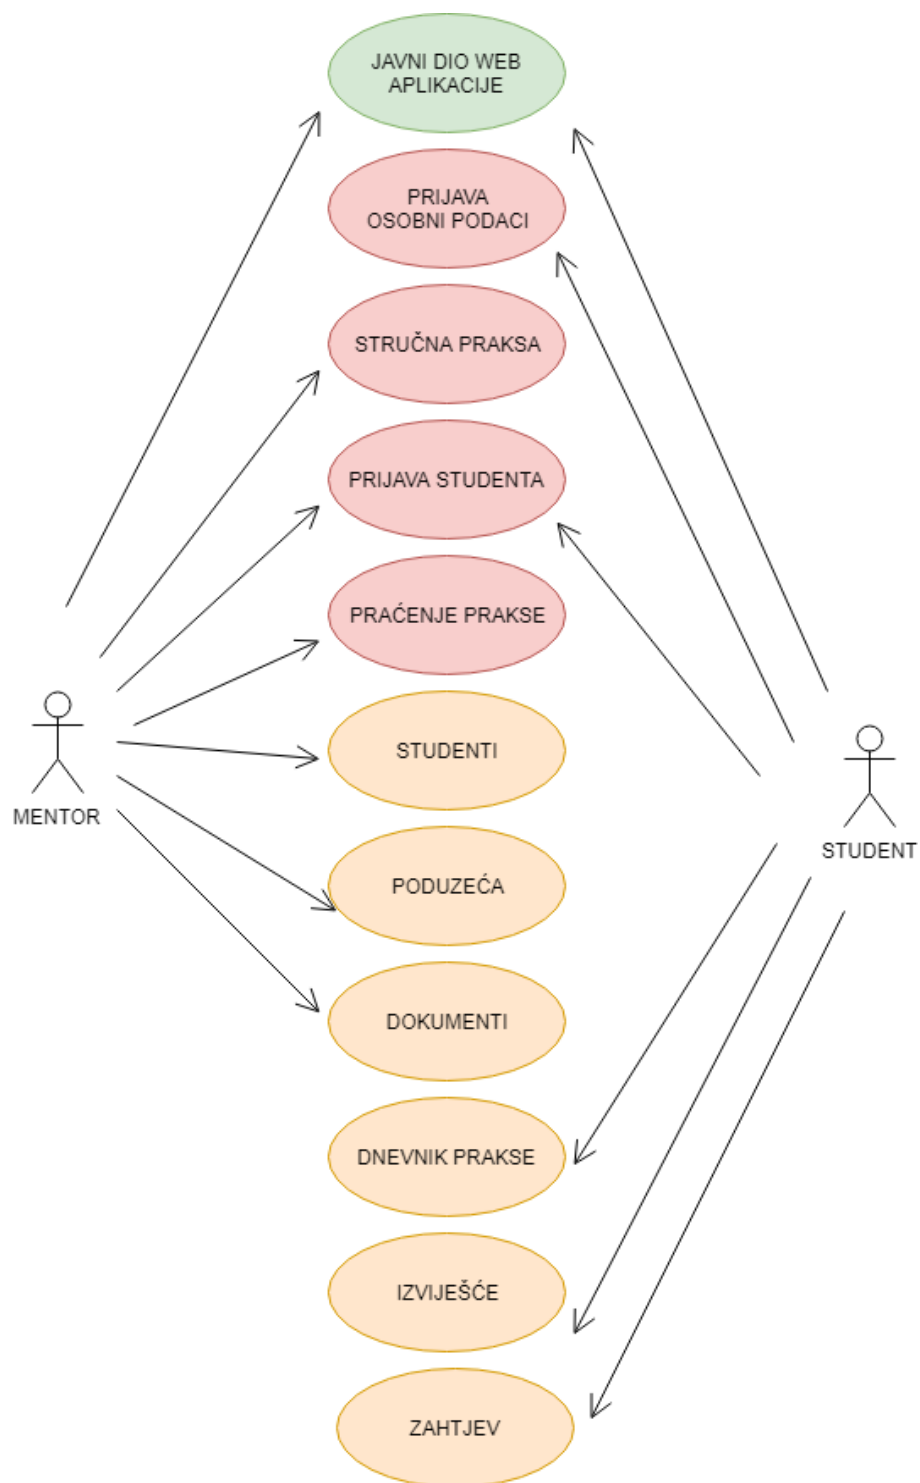 JAVNI DIO WEB
APLIKACIJE
PRIJAVA
OSOBNI PODACI
STRUČNA PRAKSA
PRIJAVA STUDENTA
PRAĆENJE PRAKSE
STUDENTI
MENTOR
STUDENT
PODUZEĆA
DOKUMENTI
DNEVNIK PRAKSE
IZVIJEŠĆE
ZAHTJEV